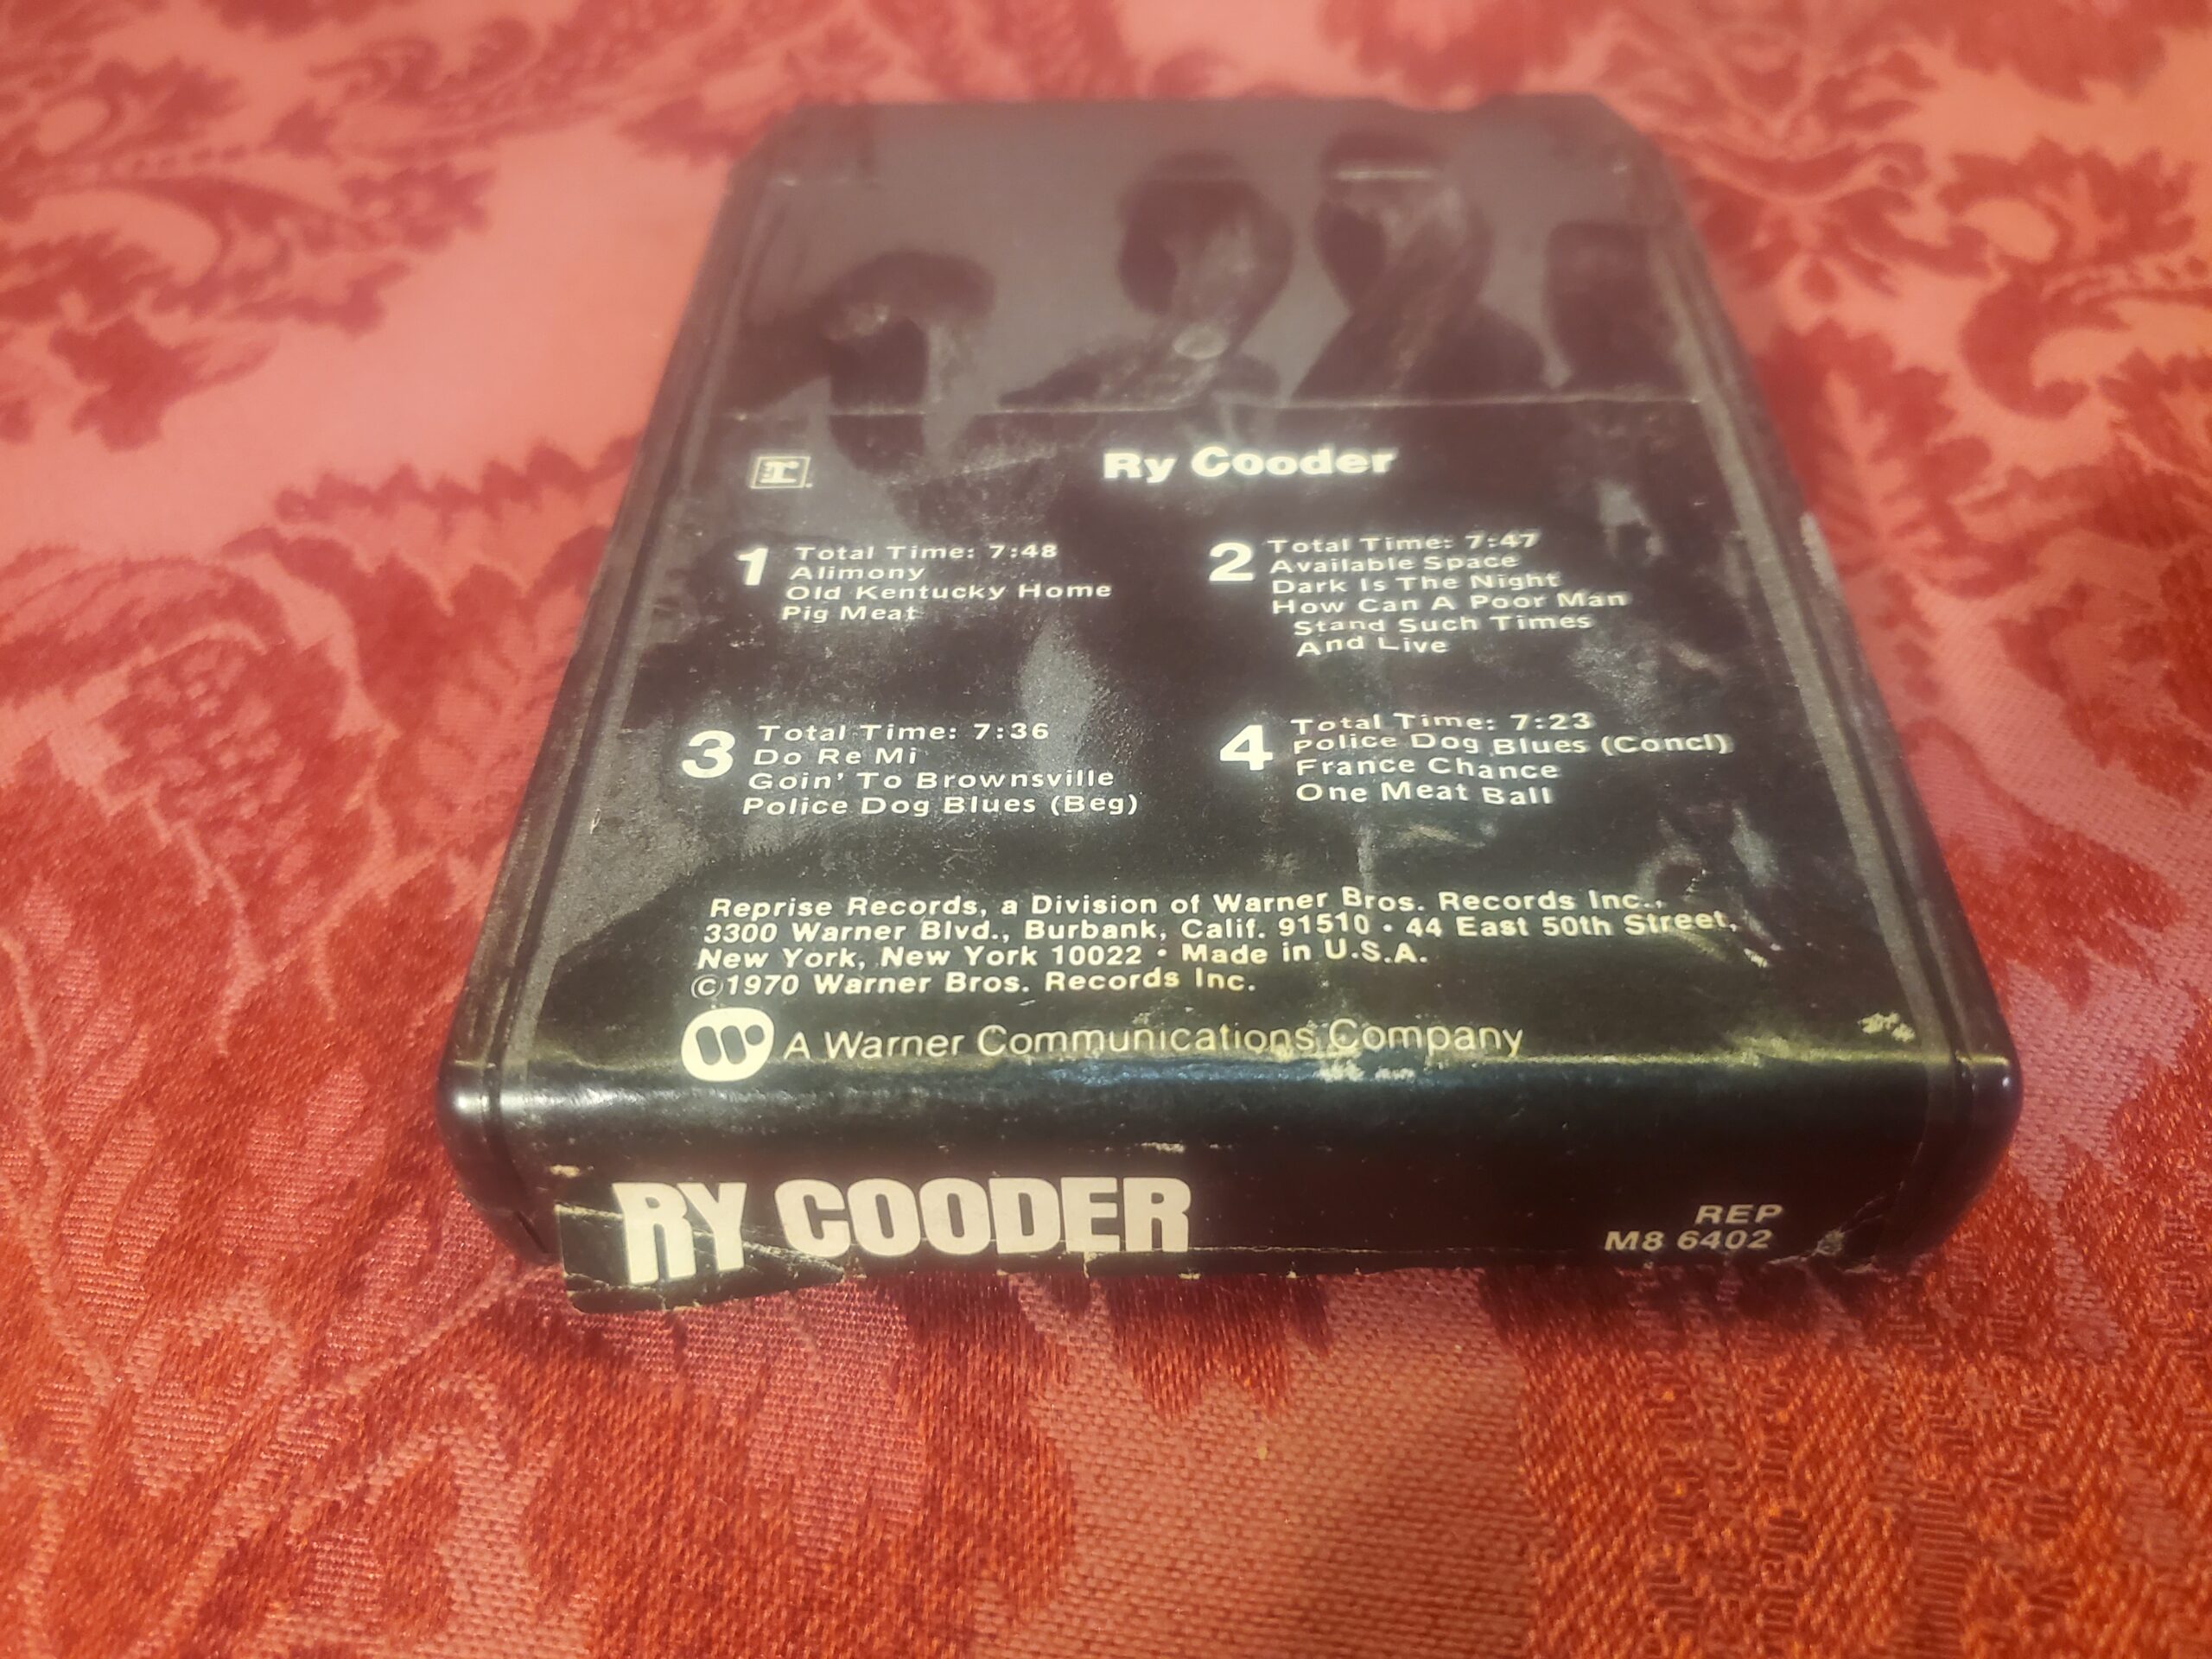 Ry Cooder
1 Total Time: 7:48
Alimony
Old Kentucky Home
Pig Meat
2 Total Time: 7:47
Available Space
Dark Is The Night
How Can A Poor Man
Stand Such Times
And Live
3 Total Time: 7:36
Do Re Mi
Goin' To Brownsville
Police Dog Blues (Beg)
4 Total Time: 7:23
Police Dog Blues (Concl)
France Chance
One Meat Ball
Reprise Records, a Division of Warner Bros. Records Inc.,
3300 Warner Blvd., Burbank, Calif. 91510 • 44 East 50th Street,
New York, New York 10022 • Made in U.S.A.
©1970 Warner Bros. Records Inc.
A Warner Communications Company
RY COODER
REP
M8 6402